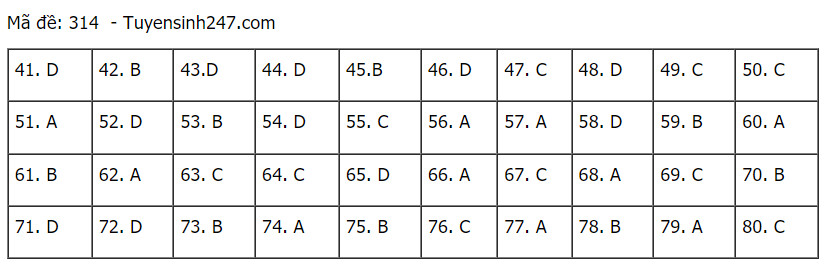 Mã đề: 314 - Tuyensinh247.com
41. D 42. B 43.D 44. D 45.B 46. D 47. C 48. D 49. C 50. C
51. A 52. D 53. B 54. D 55. C 56. A 57. A 58. D 59. B 60. A
61. B 62. A 63. C 64. C 65. D 66. A 67. C 68. A 69. C 70. B
71. D 72. D 73. B 74. A 75. B 76. C 77. A 78. B 79. A 80. C